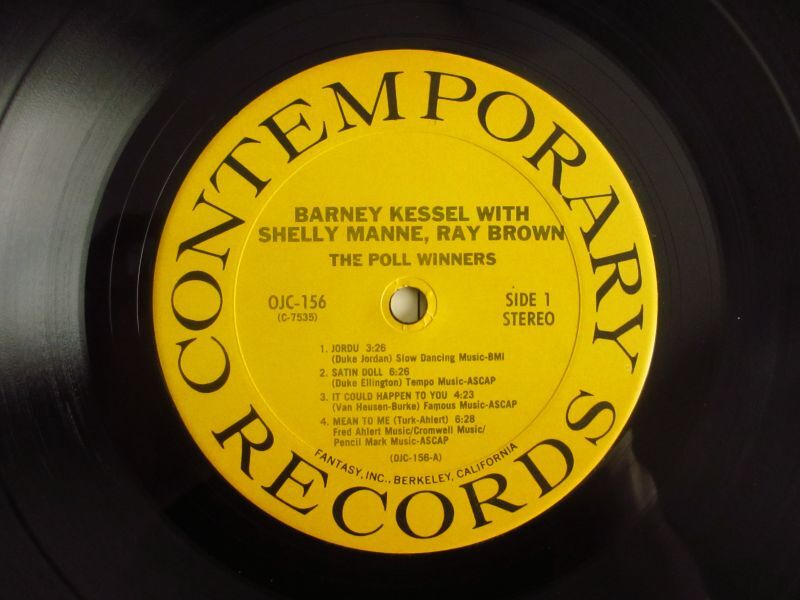 CONTEMPORARY
RECORDS
BARNEY KESSEL WITH
SHELLY MANNE, RAY BROWN
THE POLL WINNERS
OJC-156
(C-7535)
SIDE 1
STEREO
1. JORDU 3:26
(Duke Jordan) Slow Dancing Music-BMI
2. SATIN DOLL 6:26
(Duke Ellington) Tempo Music-ASCAP
3. IT COULD HAPPEN TO YOU 4:23
(Van Heusen-Burke) Famous Music-ASCAP
4. MEAN TO ME (Turk-Ahlert) 6:28
Fred Ahlert Music/Cromwell Music/
Pencil Mark Music-ASCAP
(OJC-156-A)
FANTASY, INC., BERKELEY, CALIFORNIA